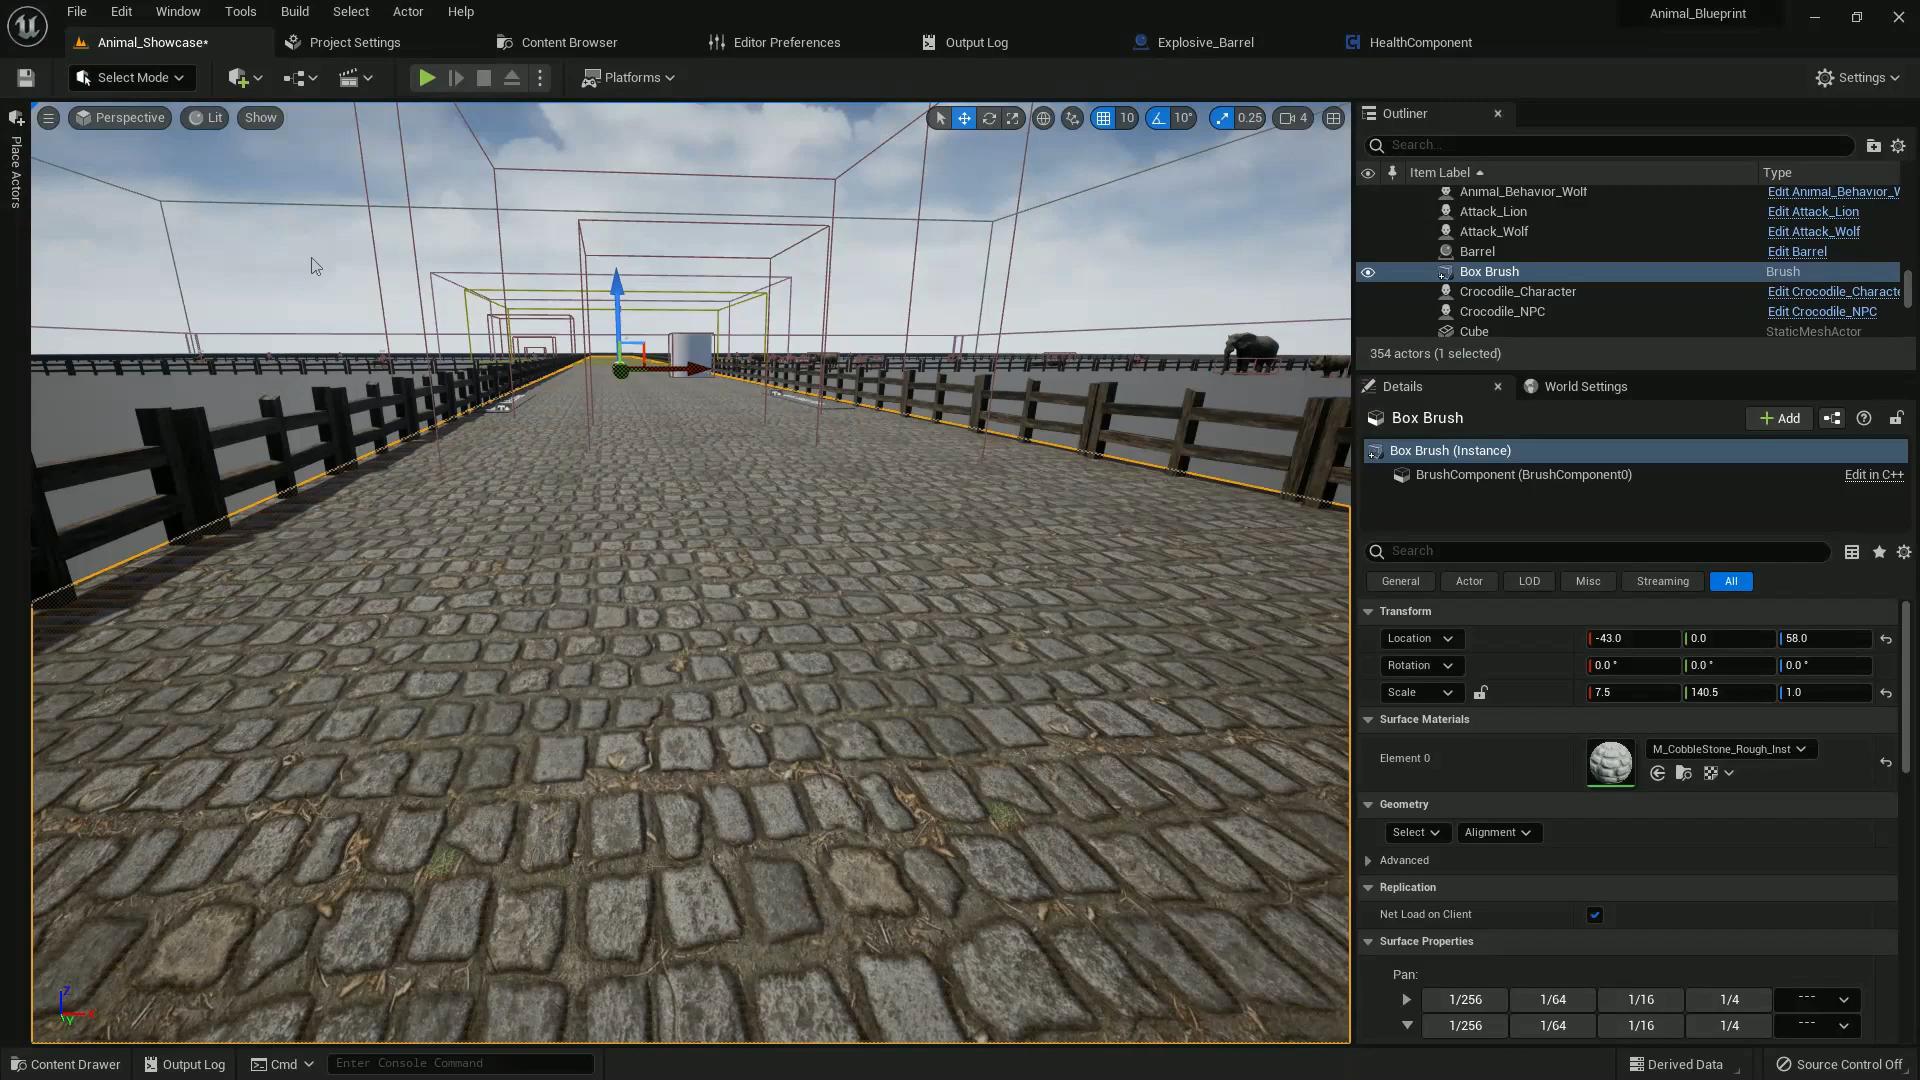 File Edit Window Tools Build Select Actor Help
Animal_Blueprint
Animal_Showcase*
Project Settings
Content Browser
Editor Preferences
Output Log
Explosive_Barrel
HealthComponent
Select Mode
Platforms
Settings
Place Actors
Perspective
Lit
Show
10
10°
0.25
4
Outliner
Search...
Item Label
Type
Animal_Behavior_Wolf Edit Animal_Behavior_W
Attack_Lion Edit Attack_Lion
Attack_Wolf Edit Attack_Wolf
Barrel Edit Barrel
Box Brush Brush
Crocodile_Character Edit Crocodile_Characte
Crocodile_NPC Edit Crocodile_NPC
Cube StaticMeshActor
354 actors (1 selected)
Details
World Settings
Box Brush
Add
Box Brush (Instance)
BrushComponent (BrushComponent0) Edit in C++
Search
General Actor LOD Misc Streaming All
Transform
Location -43.0 0.0 58.0
Rotation 0.0° 0.0° 0.0°
Scale 7.5 140.5 1.0
Surface Materials
Element 0
M_CobbleStone_Rough_Inst
Geometry
Select Alignment
Advanced
Replication
Net Load on Client
Surface Properties
Pan:
1/256 1/64 1/16 1/4 ---
1/256 1/64 1/16 1/4 ---
Z
X
Y
Content Drawer
Output Log
Cmd
Enter Console Command
Derived Data
Source Control Off